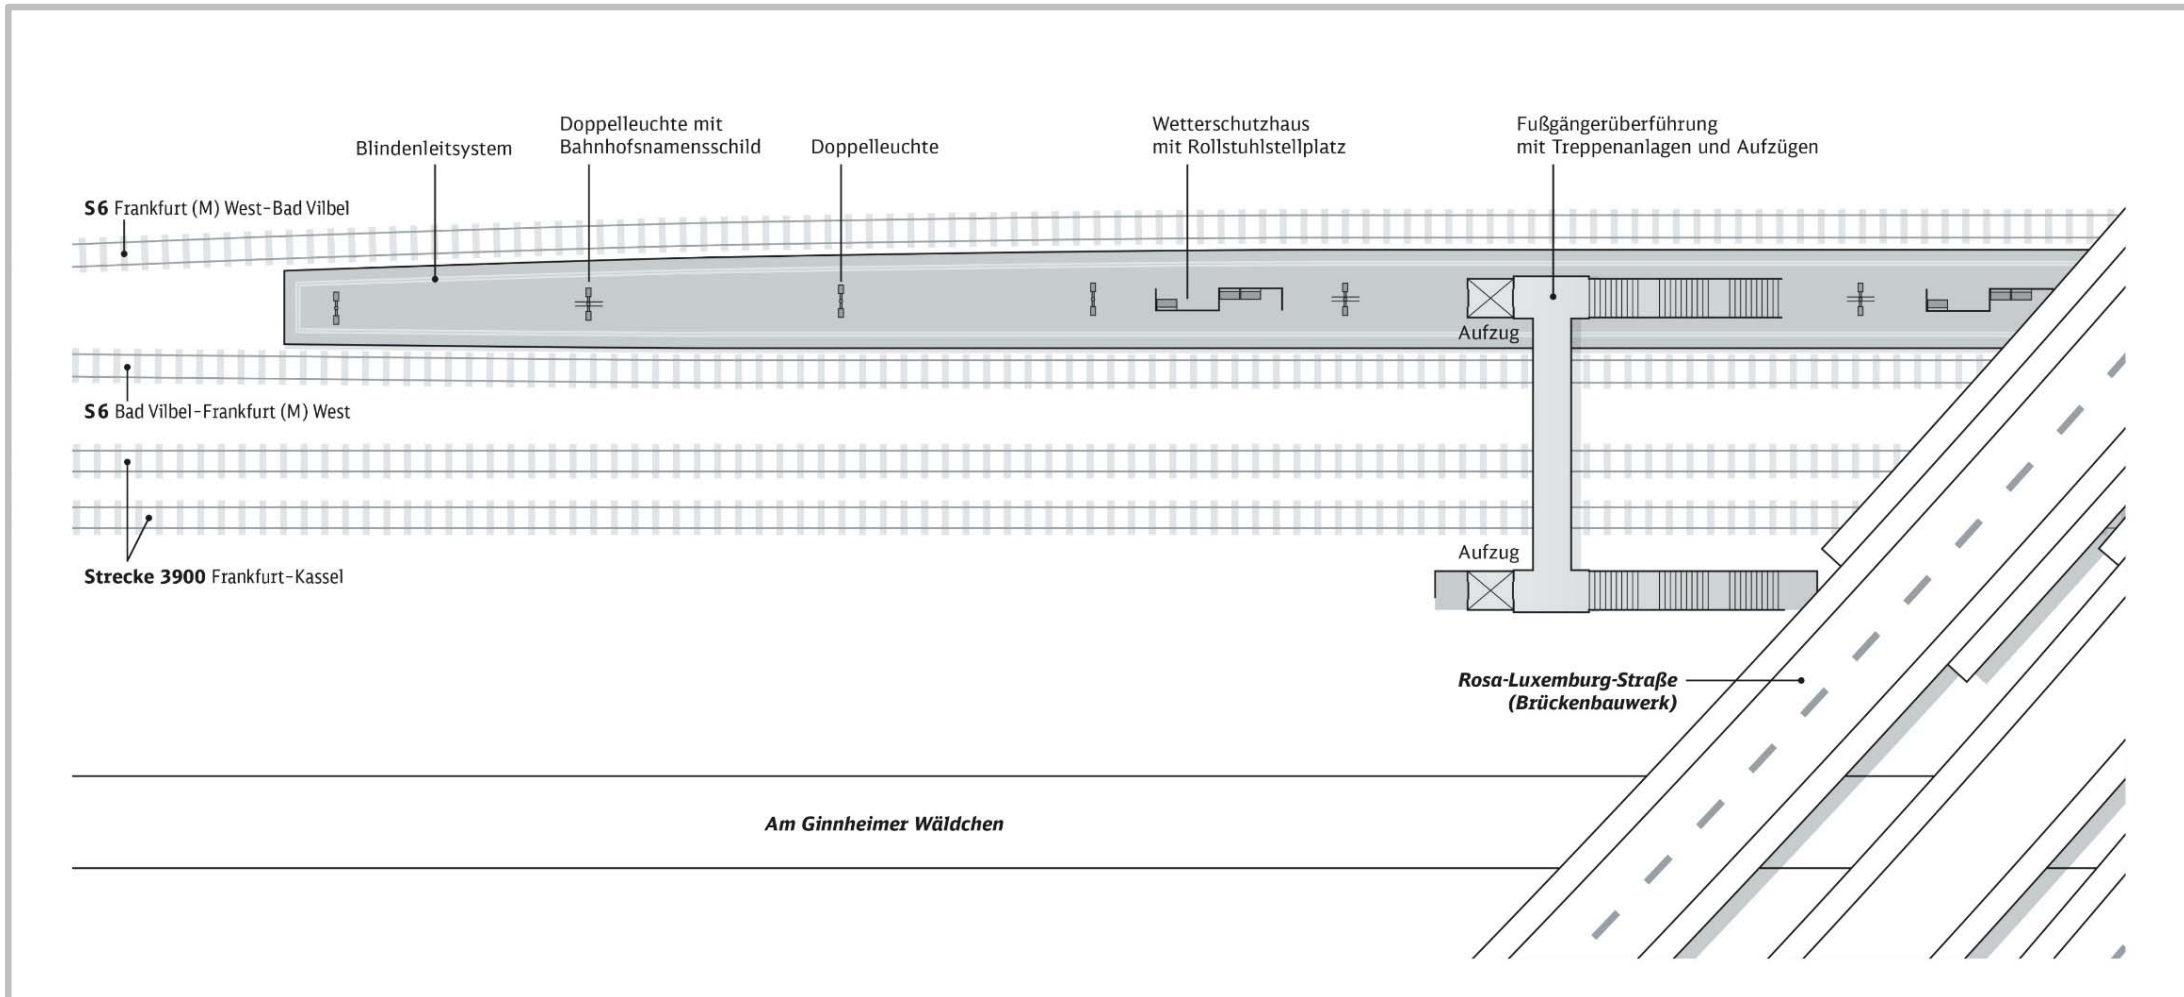 Doppelleuchte mit
Bahnhofsnamensschild
Wetterschutzhaus
mit Rollstuhlstellplatz
Fußgängerüberführung
mit Treppenanlagen und Aufzügen
Blindenleitsystem
Doppelleuchte
S6 Frankfurt (M) West–Bad Vilbel
Aufzug
S6 Bad Vilbel–Frankfurt (M) West
Aufzug
Strecke 3900 Frankfurt–Kassel
Rosa-Luxemburg-Straße
(Brückenbauwerk)
Am Ginnheimer Wäldchen